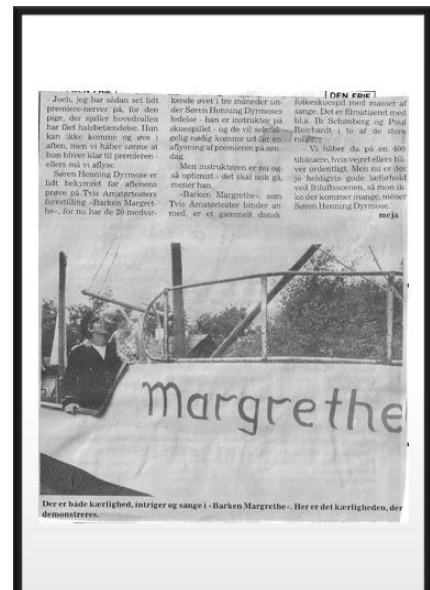 DEN FRIE
DEN FRIE
- Joeh, jeg har sådan set lidt
premiere-nerver på, for den
pige, der spiller hovedrollen
har fået halsbetændelse. Hun
kan ikke komme og øve i
aften, men vi håber sørme at
hun bliver klar til premieren -
ellers må vi aflyse.
Søren Henning Dyrmose er
lidt bekymret før aftenens
prøve på Tvis Amatørteaters
forestilling »Barken Margret-
he«, for nu har de 20 medvir-
kende øvet i tre måneder un-
der Søren Henning Dyrmoses
ledelse - han er instruktør på
skuespillet - og de vil selvføl-
gelig nødig komme ud for en
aflysning af premieren på søn-
dag.
Men instruktøren er nu og-
så optimist - det skal nok gå,
mener han.
»Barken Margrethe«, som
Tvis Amatørteater binder an
med, er et gammelt dansk
folkeskuespil med masser af
sange. Det er filmatiseret med
bl.a. Ib Schønberg og Poul
Reichardt i to af de store
roller.
- Vi håber da på en 400
tilskuere, hvis vejret ellers bli-
ver ordentligt. Men nu er der
jo heldigvis gode læforhold
ved friluftsscenen, så mon ik-
ke der kommer mange, mener
Søren Henning Dyrmose.
meja
Margrethe
Der er både kærlighed, intriger og sange i »Barken Margrethe«. Her er det kærligheden, der
demonstreres.